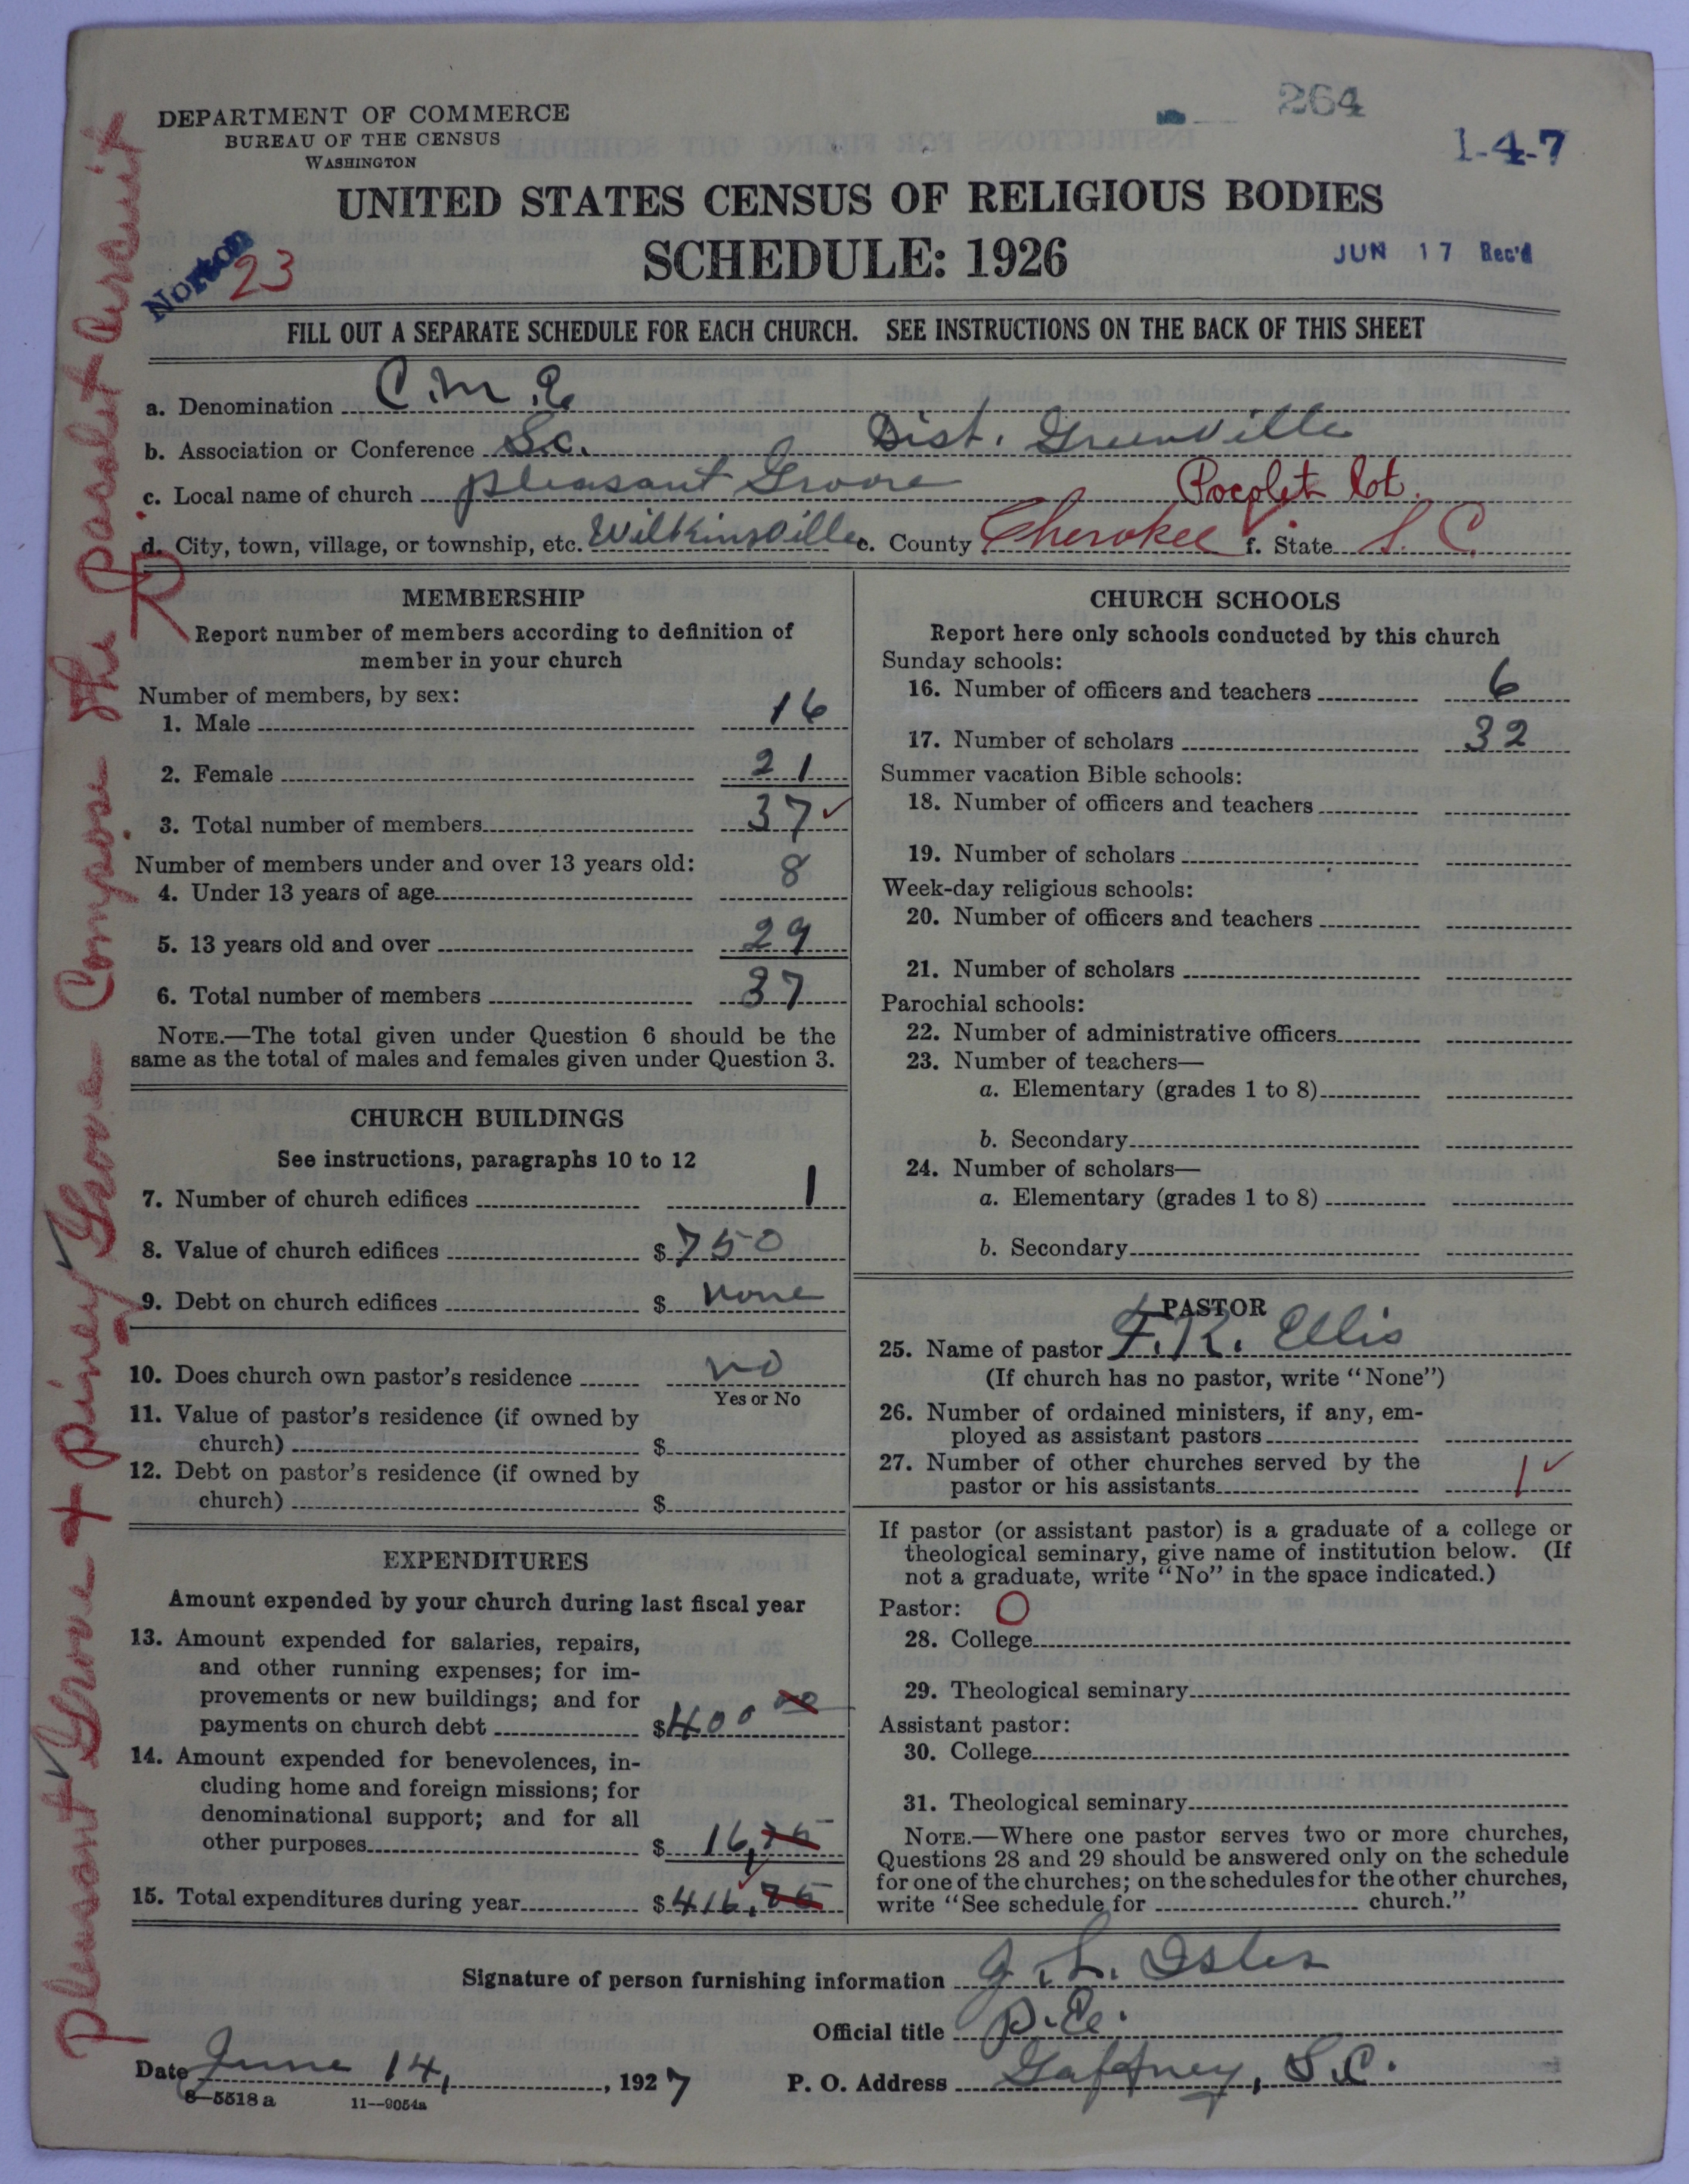 DEPARTMENT OF COMMERCE
BUREAU OF THE CENSUS
WASHINGTON
264
1-4-7
UNITED STATES CENSUS OF RELIGIOUS BODIES
SCHEDULE: 1926
JUN 17 Rec'd
Norton
23
FILL OUT A SEPARATE SCHEDULE FOR EACH CHURCH. SEE INSTRUCTIONS ON THE BACK OF THIS SHEET
a. Denomination C.M.E
b. Association or Conference S.C. Dist. Greenville
c. Local name of church pleasant Groove Pocolet Cot.
d. City, town, village, or township, etc. Wilkinsville e. County Cherokee f. State S. C.
R
MEMBERSHIP
Report number of members according to definition of
member in your church
Number of members, by sex:
1. Male 16
2. Female 21
3. Total number of members 37 ✓
Number of members under and over 13 years old:
4. Under 13 years of age 8
5. 13 years old and over 29
6. Total number of members 37
NOTE.—The total given under Question 6 should be the
same as the total of males and females given under Question 3.
CHURCH BUILDINGS
See instructions, paragraphs 10 to 12
7. Number of church edifices 1
8. Value of church edifices $ 750
9. Debt on church edifices $ none
10. Does church own pastor's residence no
Yes or No
11. Value of pastor's residence (if owned by
church) $
12. Debt on pastor's residence (if owned by
church) $
EXPENDITURES
Amount expended by your church during last fiscal year
13. Amount expended for salaries, repairs,
and other running expenses; for im-
provements or new buildings; and for
payments on church debt $ 400 00
14. Amount expended for benevolences, in-
cluding home and foreign missions; for
denominational support; and for all
other purposes $ 16,75
15. Total expenditures during year $ 416,75
CHURCH SCHOOLS
Report here only schools conducted by this church
Sunday schools:
16. Number of officers and teachers 6
17. Number of scholars 32
Summer vacation Bible schools:
18. Number of officers and teachers
19. Number of scholars
Week-day religious schools:
20. Number of officers and teachers
21. Number of scholars
Parochial schools:
22. Number of administrative officers
23. Number of teachers—
a. Elementary (grades 1 to 8)
b. Secondary
24. Number of scholars—
a. Elementary (grades 1 to 8)
b. Secondary
PASTOR
25. Name of pastor F. R. Ellis
(If church has no pastor, write "None")
26. Number of ordained ministers, if any, em-
ployed as assistant pastors
27. Number of other churches served by the
pastor or his assistants 1 ✓
If pastor (or assistant pastor) is a graduate of a college or
theological seminary, give name of institution below. (If
not a graduate, write "No" in the space indicated.)
Pastor: O
28. College
29. Theological seminary
Assistant pastor:
30. College
31. Theological seminary
NOTE.—Where one pastor serves two or more churches,
Questions 28 and 29 should be answered only on the schedule
for one of the churches; on the schedules for the other churches,
write "See schedule for church."
Signature of person furnishing information J. L. Isles
Official title P. E.
Date June 14, 1927 P. O. Address Gaffney, S.C.
8-5518 a 11—9054a
pleasant Grove + piney Grove Compose the Pacolet Circuit